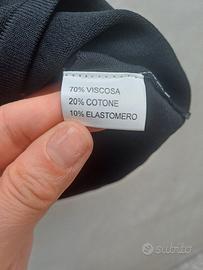 70% VISCOSA
20% COTONE
10% ELASTOMERO
subito